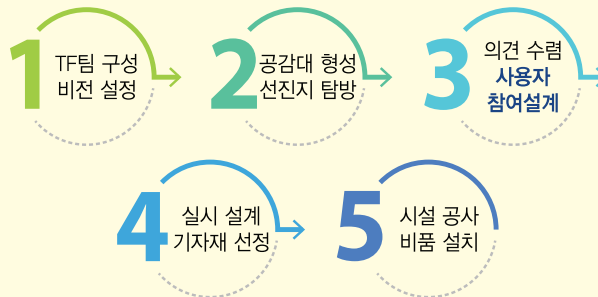 1
TF팀 구성
비전 설정
2
공감대 형성
선진지 탐방
3
의견 수렴
사용자
참여설계
4
실시 설계
기자재 선정
5
시설 공사
비품 설치